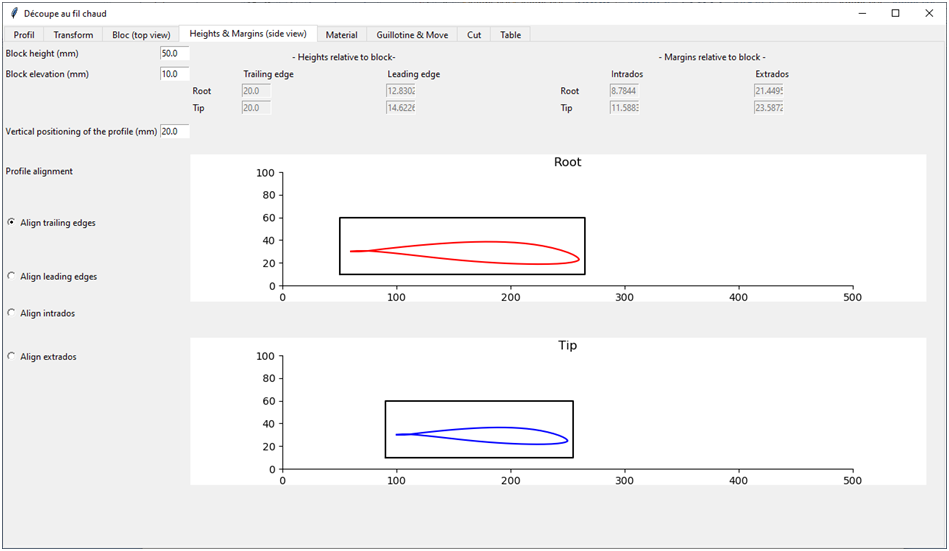 Découpe au fil chaud
Profil Transform Bloc (top view) Heights & Margins (side view) Material Guillotine & Move Cut Table
Block height (mm) 50.0
- Heights relative to block- - Margins relative to block -
Block elevation (mm) 10.0 Trailing edge Leading edge Intrados Extrados
Root 20.0 12.8302 Root 8.7844 21.4495
Tip 20.0 14.6226 Tip 11.5883 23.5872
Vertical positioning of the profile (mm) 20.0
Profile alignment
Align trailing edges
Align leading edges
Align intrados
Align extrados
Root
100
80
60
40
20
0
0 100 200 300 400 500
Tip
100
80
60
40
20
0
0 100 200 300 400 500